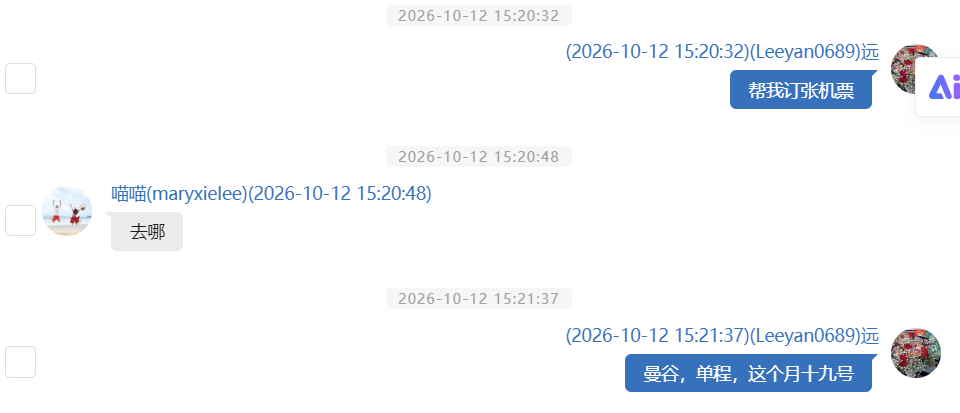 2026-10-12 15:20:32
(2026-10-12 15:20:32)(Leeyan0689)远
帮我订张机票
Ai
2026-10-12 15:20:48
喵喵(maryxielee)(2026-10-12 15:20:48)
去哪
2026-10-12 15:21:37
(2026-10-12 15:21:37)(Leeyan0689)远
曼谷，单程，这个月十九号